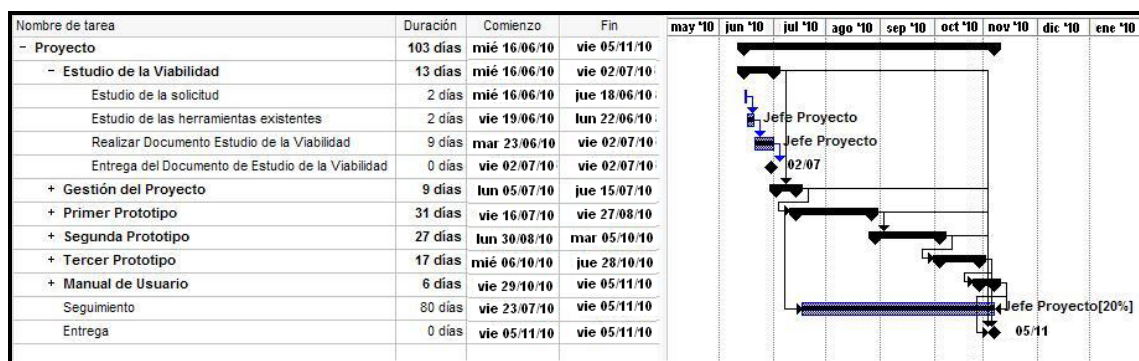 Nombre de tarea Duración Comienzo Fin may '10 jun '10 jul '10 ago '10 sep '10 oct '10 nov '10 dic '10 ene '10
- Proyecto 103 días mié 16/06/10 vie 05/11/10
- Estudio de la Viabilidad 13 días mié 16/06/10 vie 02/07/10
Estudio de la solicitud 2 días mié 16/06/10 jue 18/06/10
Estudio de las herramientas existentes 2 días vie 19/06/10 lun 22/06/10 Jefe Proyecto
Realizar Documento Estudio de la Viabilidad 9 días mar 23/06/10 vie 02/07/10 Jefe Proyecto
Entrega del Documento de Estudio de la Viabilidad 0 días vie 02/07/10 vie 02/07/10 02/07
+ Gestión del Proyecto 9 días lun 05/07/10 jue 15/07/10
+ Primer Prototipo 31 días vie 16/07/10 vie 27/08/10
+ Segunda Prototipo 27 días lun 30/08/10 mar 05/10/10
+ Tercer Prototipo 17 días mié 06/10/10 jue 28/10/10
+ Manual de Usuario 6 días vie 29/10/10 vie 05/11/10
Seguimiento 80 días vie 23/07/10 vie 05/11/10 Jefe Proyecto[20%]
Entrega 0 días vie 05/11/10 vie 05/11/10 05/11